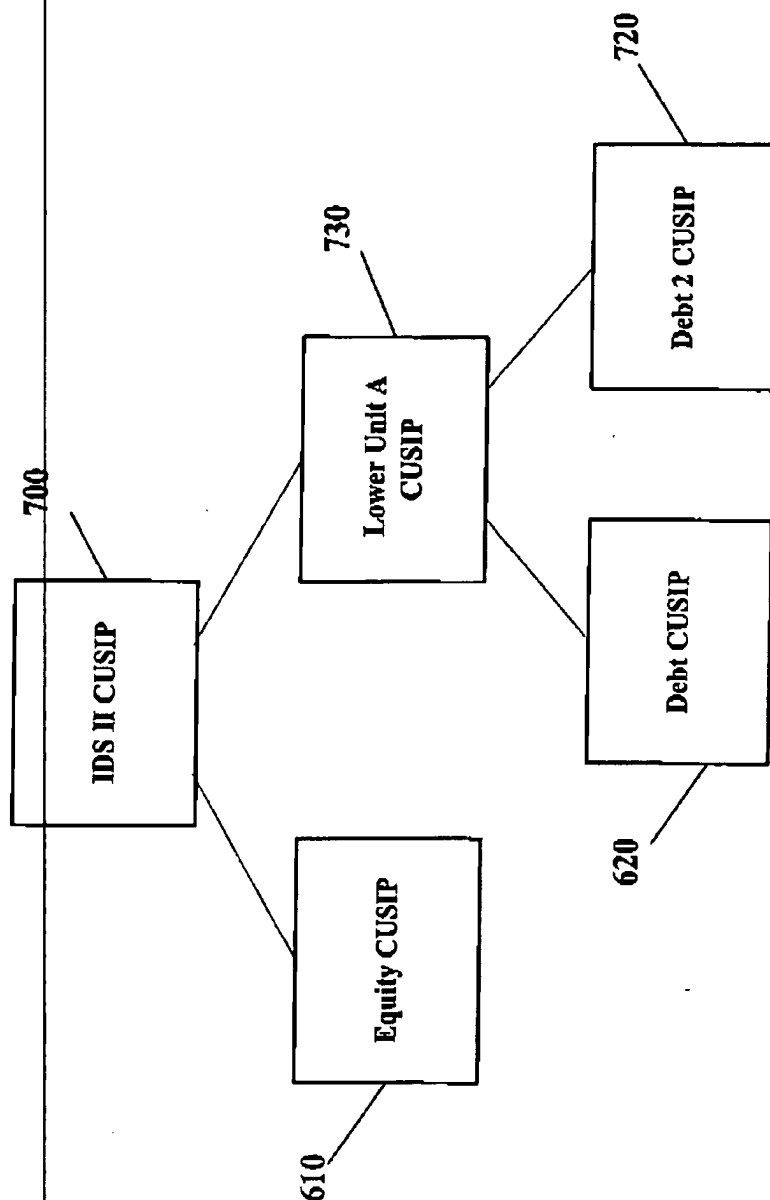 700
IDS II CUSIP
610
Equity CUSIP
730
Lower Unit A
CUSIP
620
Debt CUSIP
720
Debt 2 CUSIP